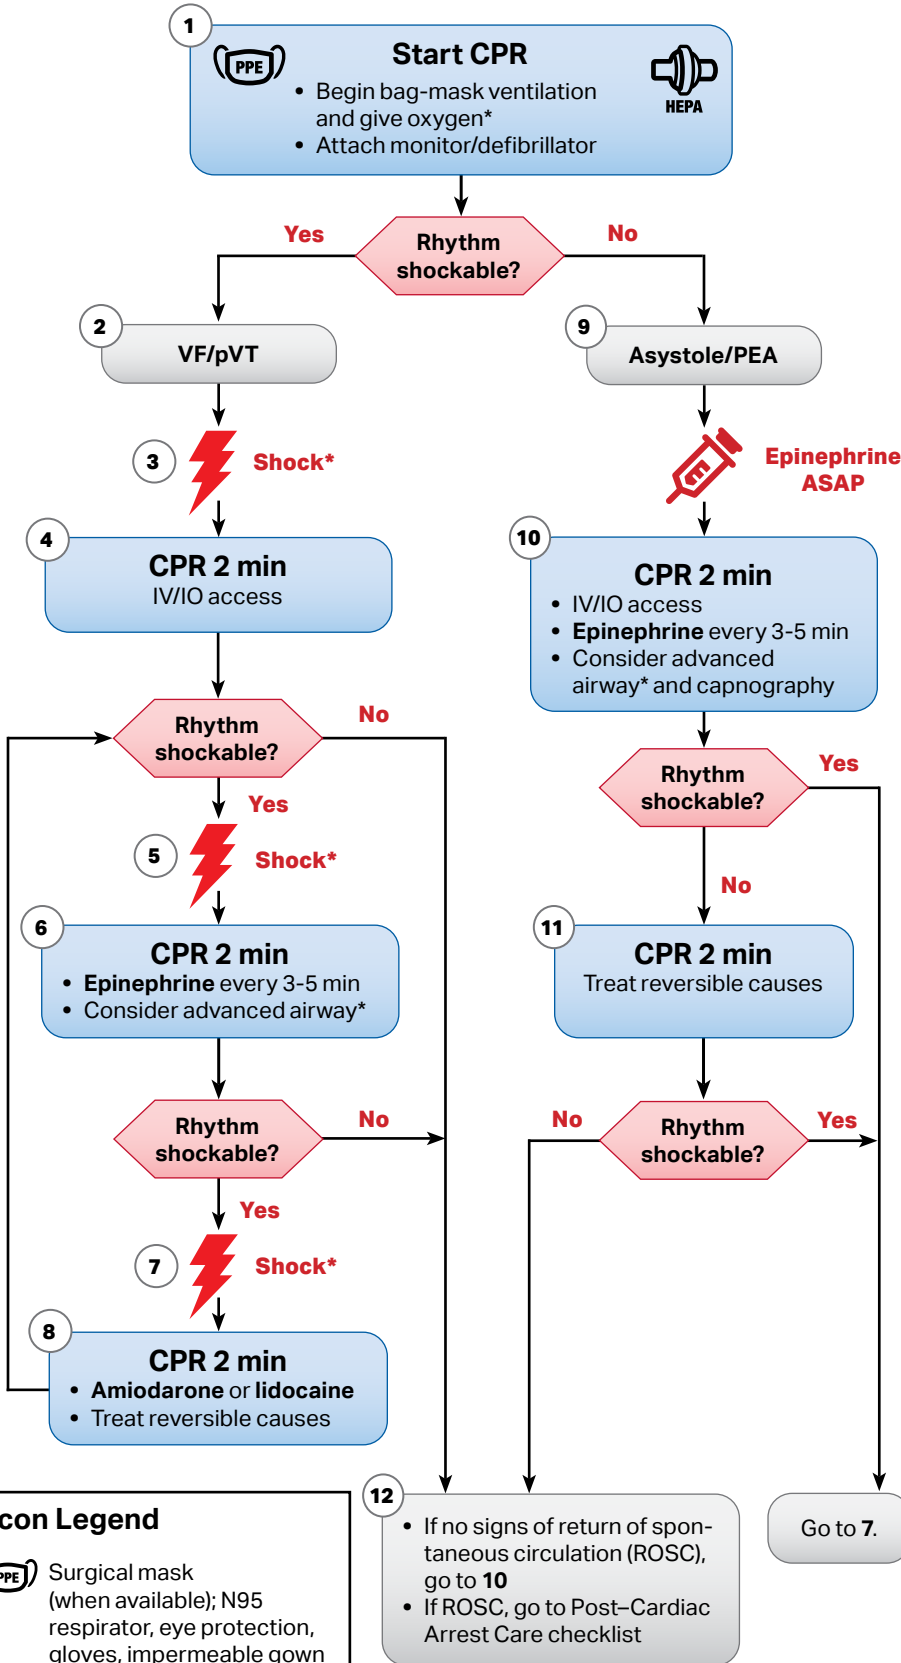 1
PPE
Start CPR
• Begin bag-mask ventilation
and give oxygen*
• Attach monitor/defibrillator
HEPA
Rhythm
shockable?
Yes
No
2
VF/pVT
3
Shock*
4
CPR 2 min
IV/IO access
Rhythm
shockable?
No
Yes
5
Shock*
6
CPR 2 min
• Epinephrine every 3-5 min
• Consider advanced airway*
Rhythm
shockable?
No
Yes
7
Shock*
8
CPR 2 min
• Amiodarone or lidocaine
• Treat reversible causes
9
Asystole/PEA
Epinephrine
ASAP
10
CPR 2 min
• IV/IO access
• Epinephrine every 3-5 min
• Consider advanced
airway* and capnography
Rhythm
shockable?
Yes
No
11
CPR 2 min
Treat reversible causes
Rhythm
shockable?
No
Yes
12
• If no signs of return of spon-
taneous circulation (ROSC),
go to 10
• If ROSC, go to Post–Cardiac
Arrest Care checklist
Go to 7.
con Legend
PPE
Surgical mask
(when available); N95
respirator, eye protection,
gloves, impermeable gown